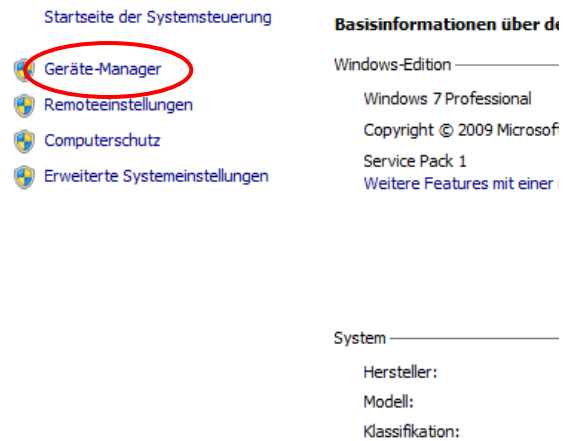 Startseite der Systemsteuerung
Geräte-Manager
Remoteeinstellungen
Computerschutz
Erweiterte Systemeinstellungen
Basisinformationen über de
Windows-Edition
Windows 7 Professional
Copyright © 2009 Microsoft
Service Pack 1
Weitere Features mit einer
System
Hersteller:
Modell:
Klassifikation: